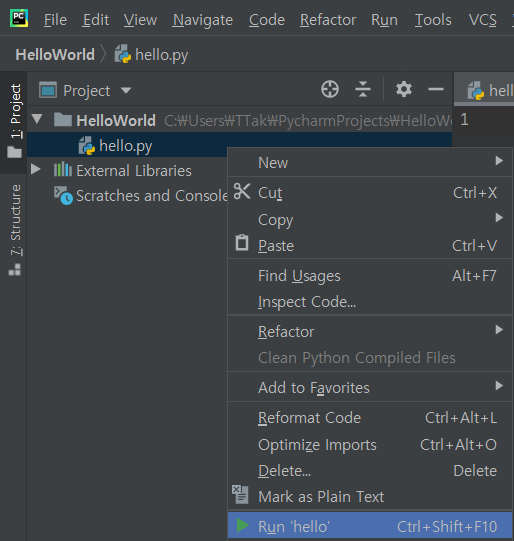 PC File Edit View Navigate Code Refactor Run Tools VCS
HelloWorld hello.py
1: Project
Z: Structure
Project
HelloWorld C:₩Users₩TTak₩PycharmProjects₩HelloWo
hello.py
External Libraries
Scratches and Console
hell
1
New
Cut Ctrl+X
Copy
Paste Ctrl+V
Find Usages Alt+F7
Inspect Code...
Refactor
Clean Python Compiled Files
Add to Favorites
Reformat Code Ctrl+Alt+L
Optimize Imports Ctrl+Alt+O
Delete... Delete
Mark as Plain Text
Run 'hello' Ctrl+Shift+F10